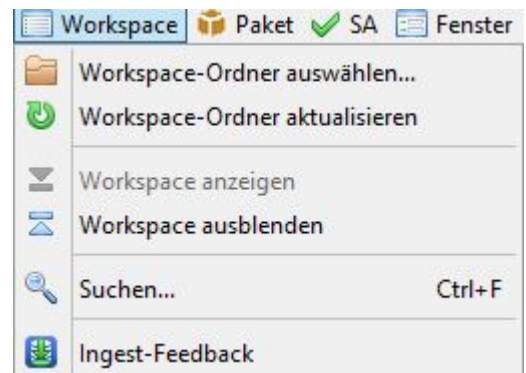 Workspace Paket SA Fenster
Workspace-Ordner auswählen...
Workspace-Ordner aktualisieren
Workspace anzeigen
Workspace ausblenden
Suchen... Ctrl+F
Ingest-Feedback